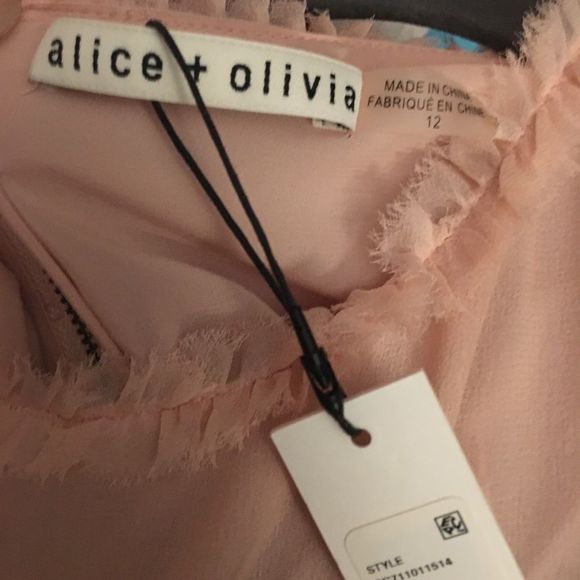 alice + olivia
MADE IN CHINA
FABRIQUÉ EN CHINE
12
STYLE